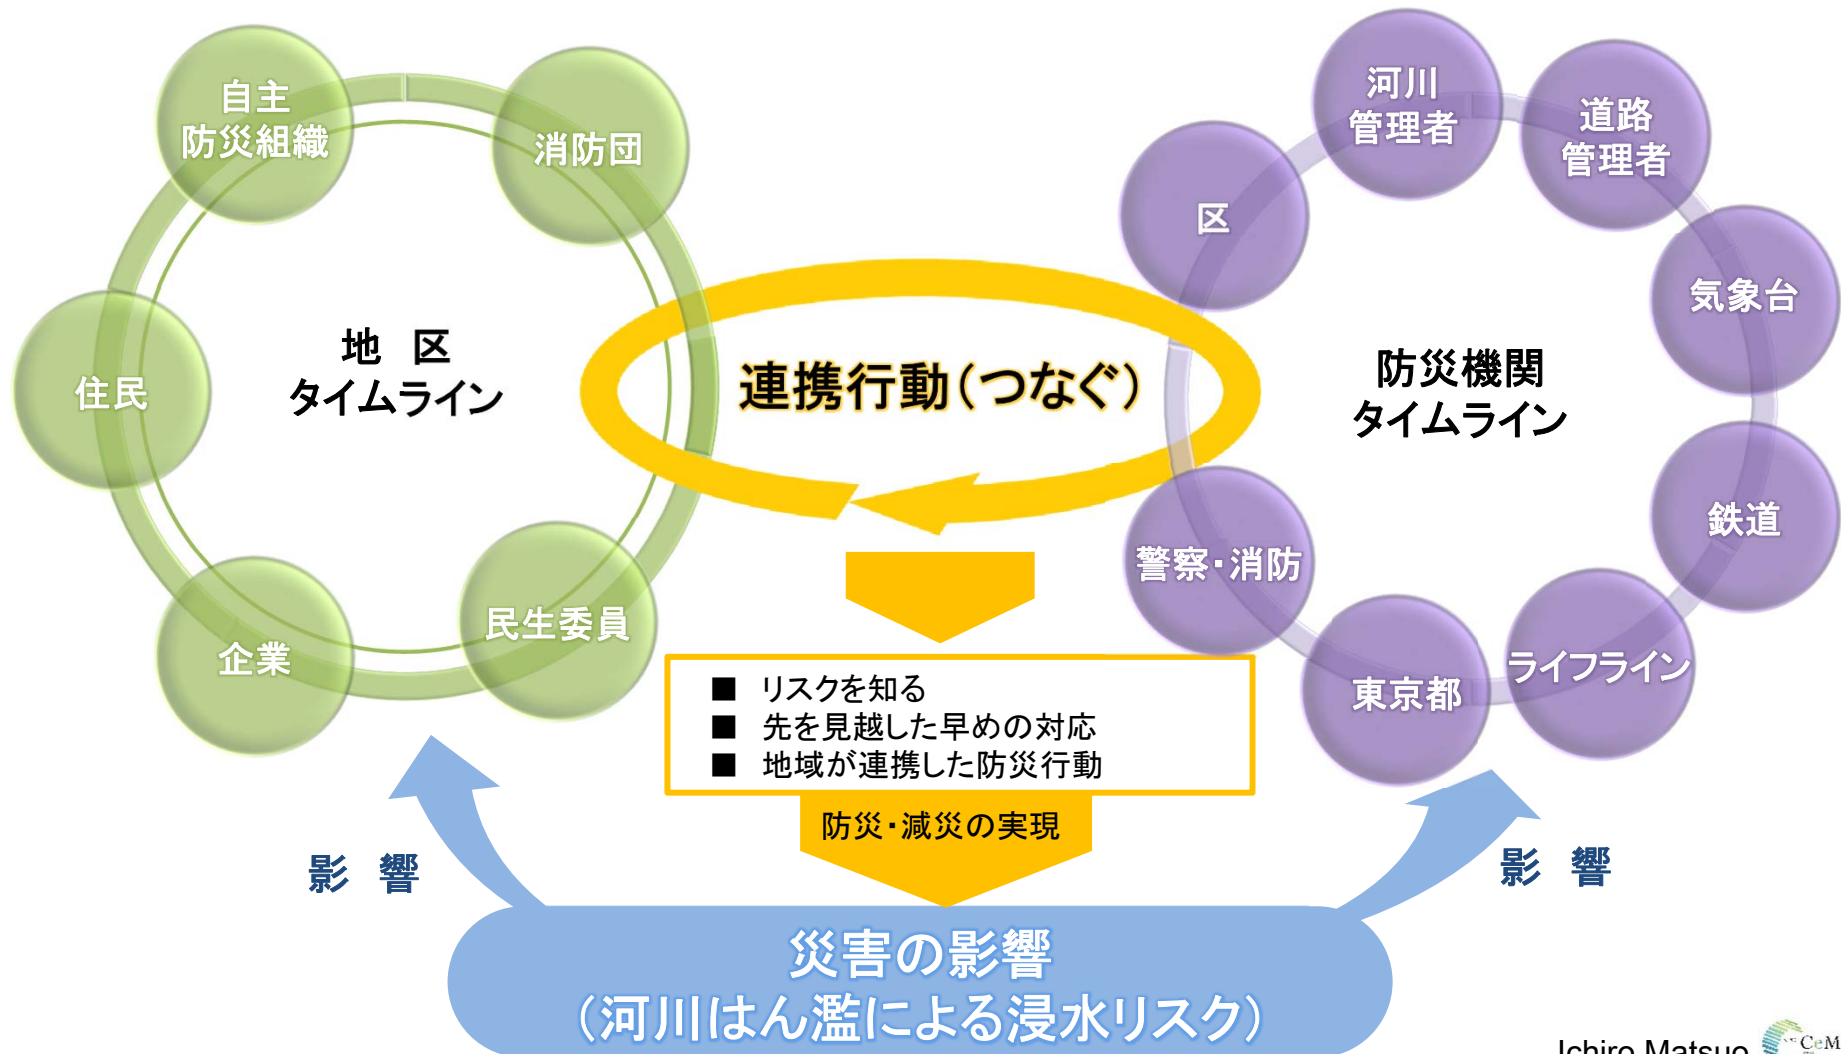 自主
防災組織
消防団
住民
地　区
タイムライン
企業
民生委員
連携行動（つなぐ）
河川
管理者
道路
管理者
区
気象台
防災機関
タイムライン
鉄道
警察・消防
ライフライン
東京都
■　リスクを知る
■　先を見越した早めの対応
■　地域が連携した防災行動
防災・減災の実現
影　響
影　響
災害の影響
（河川はん濫による浸水リスク）
Ichiro Matsuo
CeM